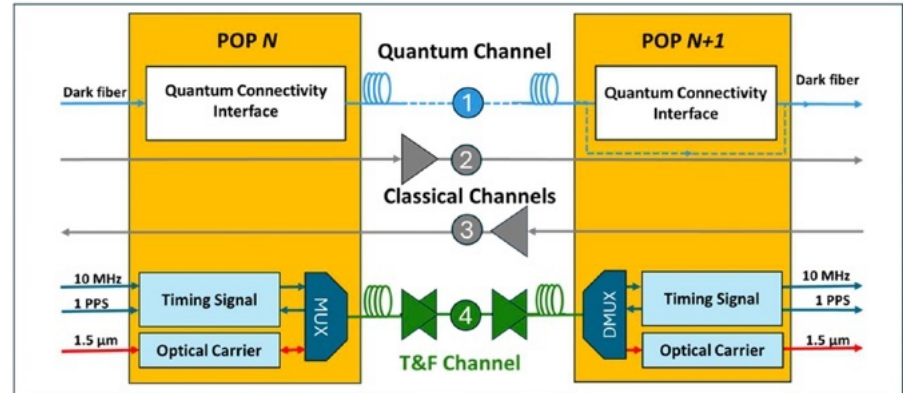 POP N
Quantum Channel
POP N+1
Dark fiber
Quantum Connectivity
Interface
1
Quantum Connectivity
Interface
Dark fiber
2
Classical Channels
3
10 MHz
1 PPS
Timing Signal
MUX
4
DMUX
Timing Signal
10 MHz
1 PPS
1.5 μm
Optical Carrier
T&F Channel
Optical Carrier
1.5 μm